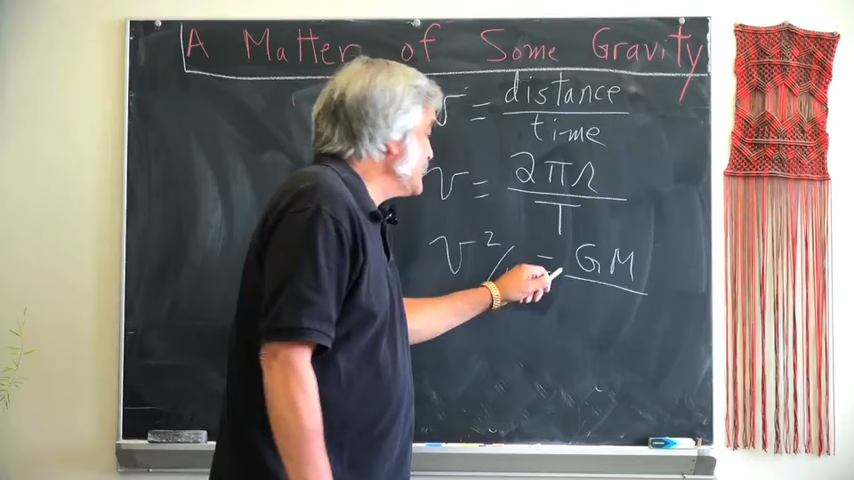 A Matter of Some Gravity
v = distance / time
v = 2πr / T
v² / = GM